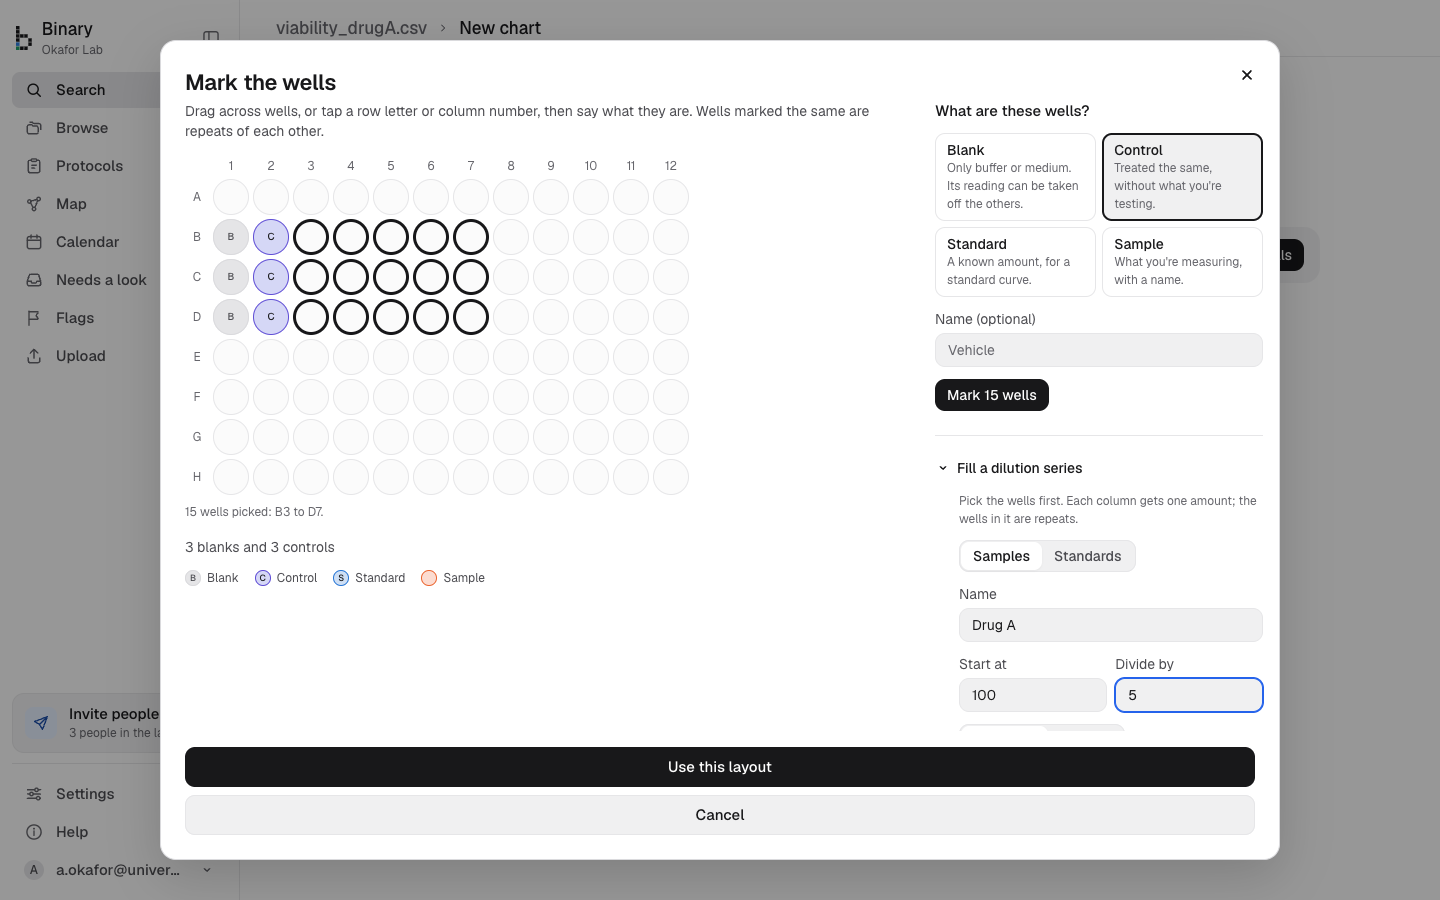 Binary
Okafor Lab
Search
Browse
Protocols
Map
Calendar
Needs a look
Flags
Upload
Invite people
3 people in the la
Settings
Help
A a.okafor@univer...
viability_drugA.csv > New chart
Mark the wells
Drag across wells, or tap a row letter or column number, then say what they are. Wells marked the same are
repeats of each other.
1 2 3 4 5 6 7 8 9 10 11 12
A
B B C
C B C
D B C
E
F
G
H
15 wells picked: B3 to D7.
3 blanks and 3 controls
B Blank C Control S Standard Sample
What are these wells?
Blank
Only buffer or medium.
Its reading can be taken
off the others.
Control
Treated the same,
without what you're
testing.
Standard
A known amount, for a
standard curve.
Sample
What you're measuring,
with a name.
Name (optional)
Vehicle
Mark 15 wells
Fill a dilution series
Pick the wells first. Each column gets one amount; the
wells in it are repeats.
Samples Standards
Name
Drug A
Start at Divide by
100 5
Use this layout
Cancel
ls